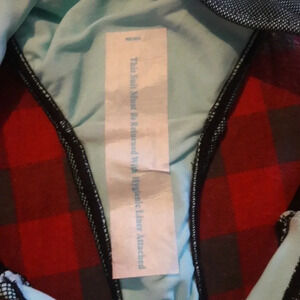 This Suit Must Be Returned With Hygienic Liner Attached